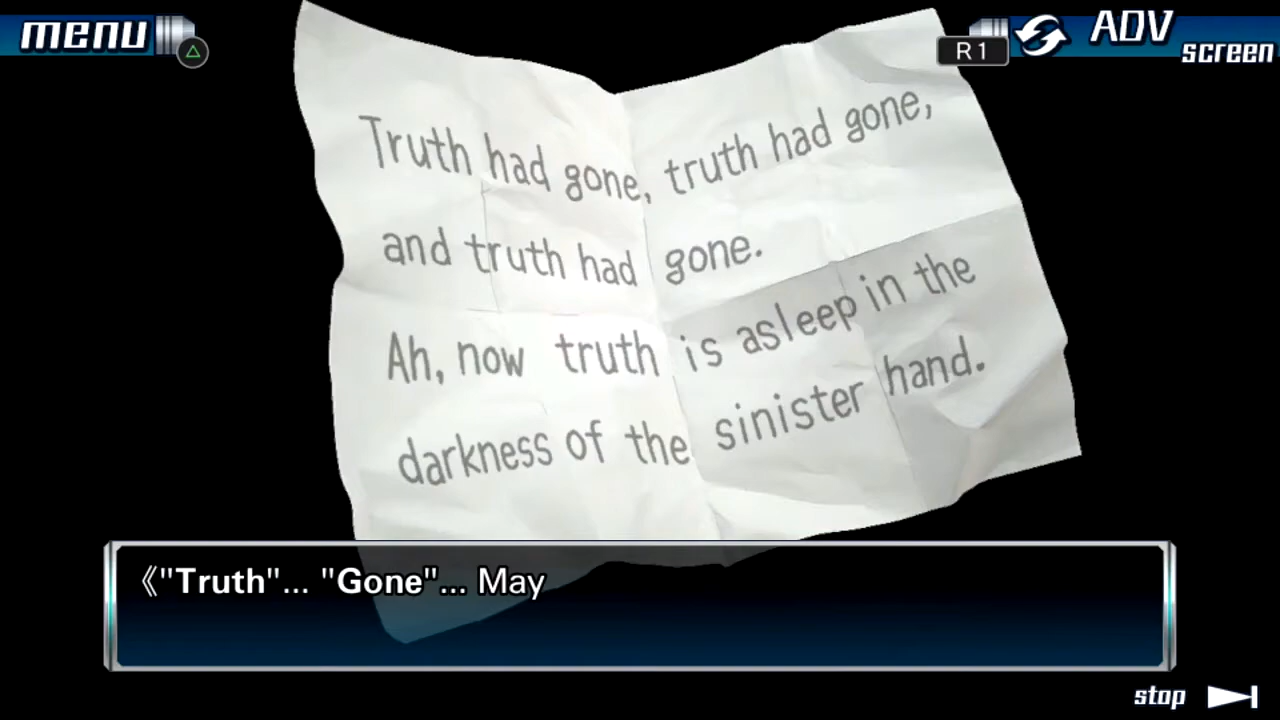 menu
R1
ADV
screen
Truth had gone, truth had gone,
and truth had gone.
Ah, now truth is asleep in the
darkness of the sinister hand.
《"Truth"... "Gone"... May
stop